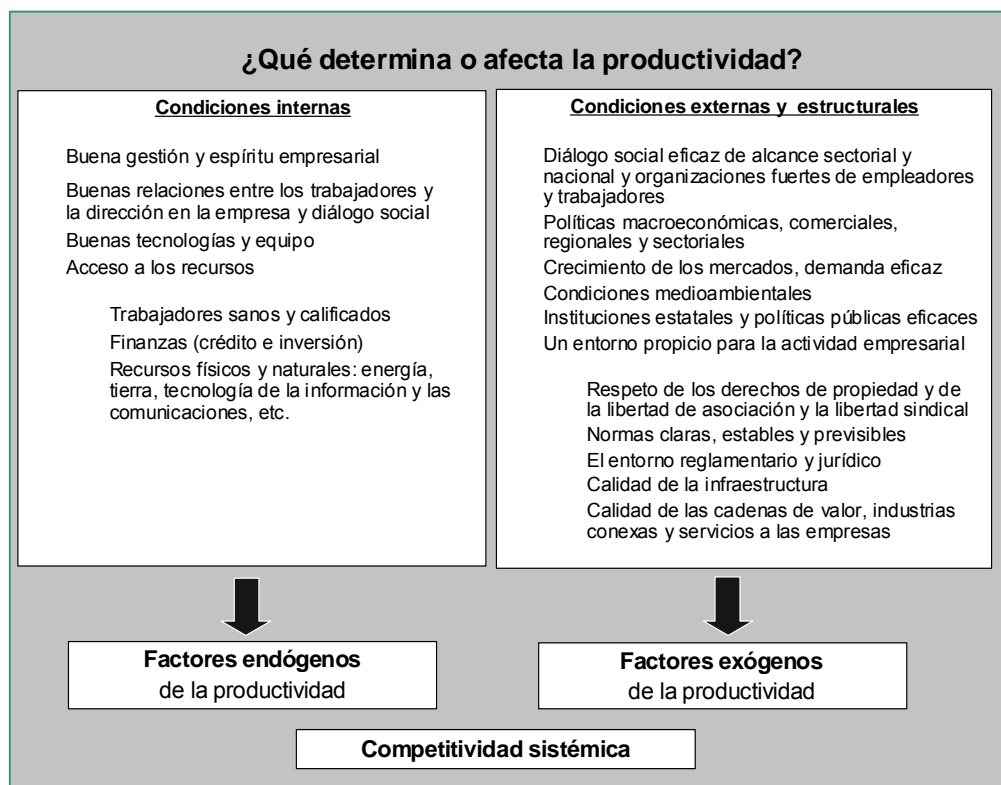 ¿Qué determina o afecta la productividad?
Condiciones internas
Buena gestión y espíritu empresarial
Buenas relaciones entre los trabajadores y
la dirección en la empresa y diálogo social
Buenas tecnologías y equipo
Acceso a los recursos
Trabajadores sanos y calificados
Finanzas (crédito e inversión)
Recursos físicos y naturales: energía,
tierra, tecnología de la información y las
comunicaciones, etc.
Condiciones externas y estructurales
Diálogo social eficaz de alcance sectorial y
nacional y organizaciones fuertes de empleadores
y trabajadores
Políticas macroeconómicas, comerciales,
regionales y sectoriales
Crecimiento de los mercados, demanda eficaz
Condiciones medioambientales
Instituciones estatales y políticas públicas eficaces
Un entorno propicio para la actividad empresarial
Respeto de los derechos de propiedad y de
la libertad de asociación y la libertad sindical
Normas claras, estables y previsibles
El entorno reglamentario y jurídico
Calidad de la infraestructura
Calidad de las cadenas de valor, industrias
conexas y servicios a las empresas
Factores endógenos
de la productividad
Factores exógenos
de la productividad
Competitividad sistémica